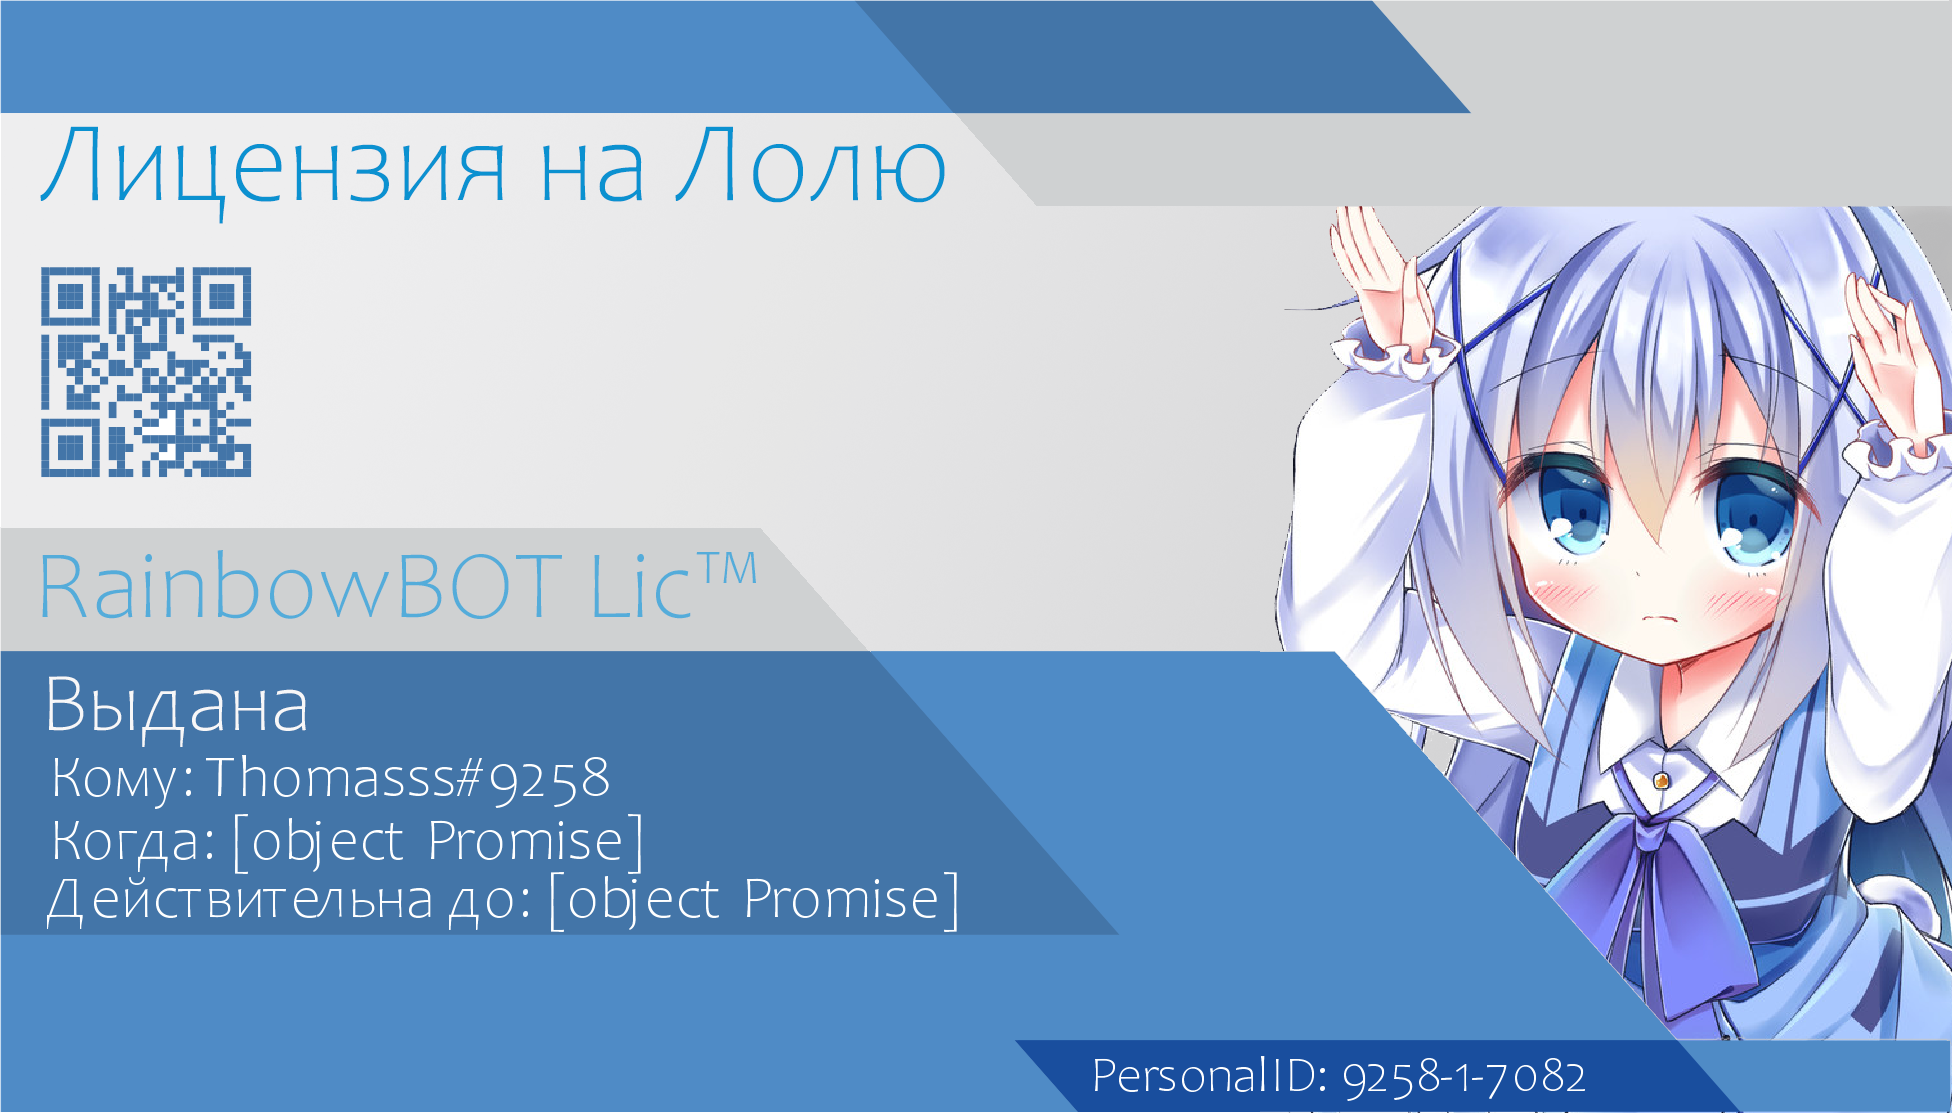 Лицензия на Лолю
RainbowBOT Lic™
Выдана
Кому: Thomasss#9258
Когда: [object Promise]
Действительна до: [object Promise]
PersonalID: 9258-1-7082